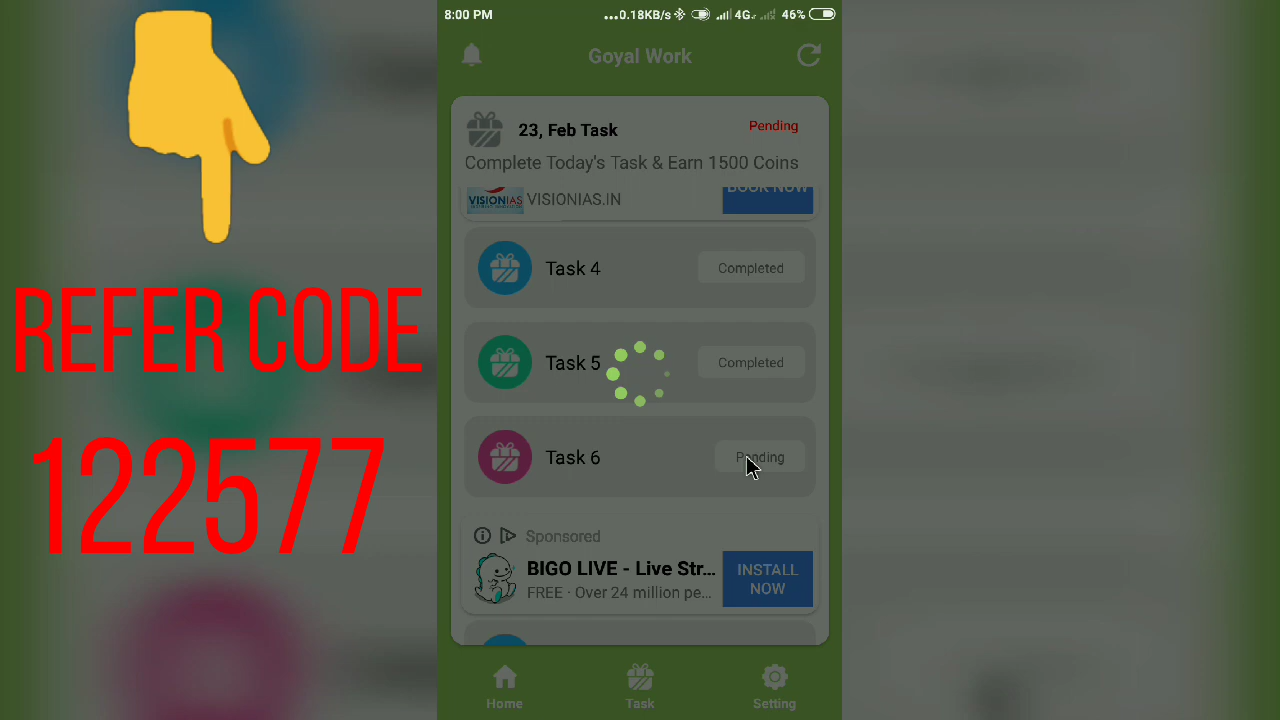 8:00 PM ...0.18KB/s 4G 46%
Goyal Work
23, Feb Task
Pending
Complete Today's Task & Earn 1500 Coins
VISIONIAS
VISIONIAS.IN
BOOK NOW
Task 4
Completed
Task 5
Completed
Task 6
Pending
Sponsored
BIGO LIVE - Live Str...
FREE · Over 24 million pe...
INSTALL
NOW
Home
Task
Setting
REFER CODE
122577